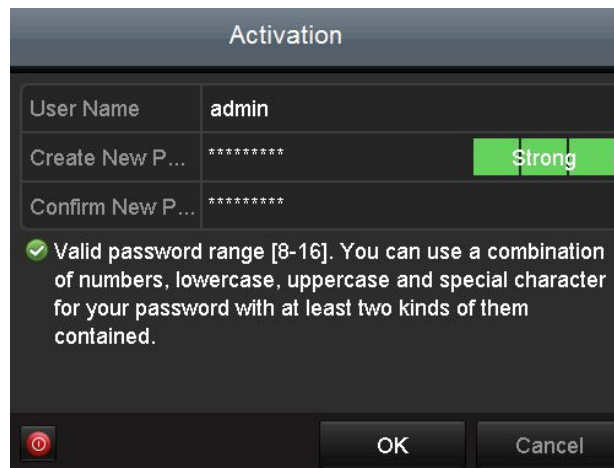 Activation
User Name admin
Create New P... ********* Strong
Confirm New P... *********
Valid password range [8-16]. You can use a combination
of numbers, lowercase, uppercase and special character
for your password with at least two kinds of them
contained.
OK Cancel